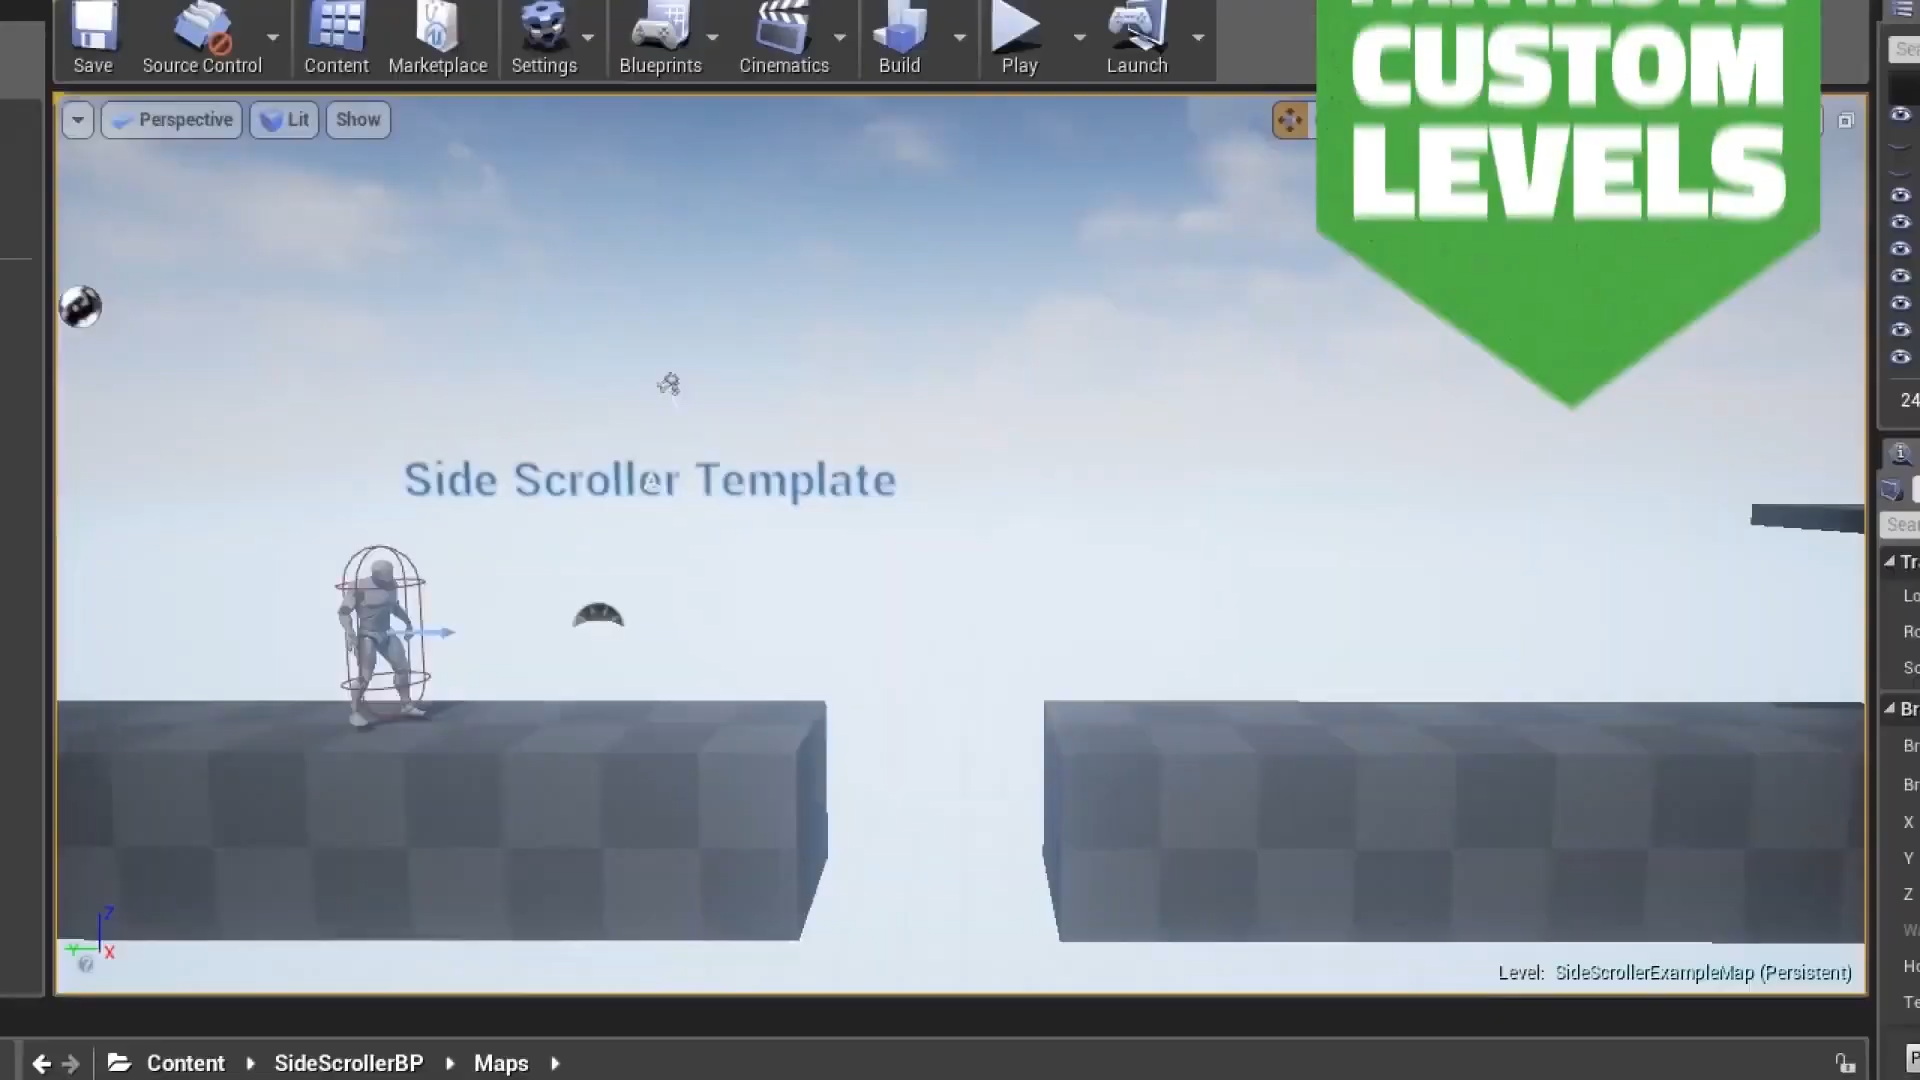 Save
Source Control
Content
Marketplace
Settings
Blueprints
Cinematics
Build
Play
Launch
CUSTOM
LEVELS
Perspective
Lit
Show
24
Side Scroller Template
X
Y
Z
Z
Y
X
Level: SideScrollerExampleMap (Persistent)
Content
SideScrollerBP
Maps